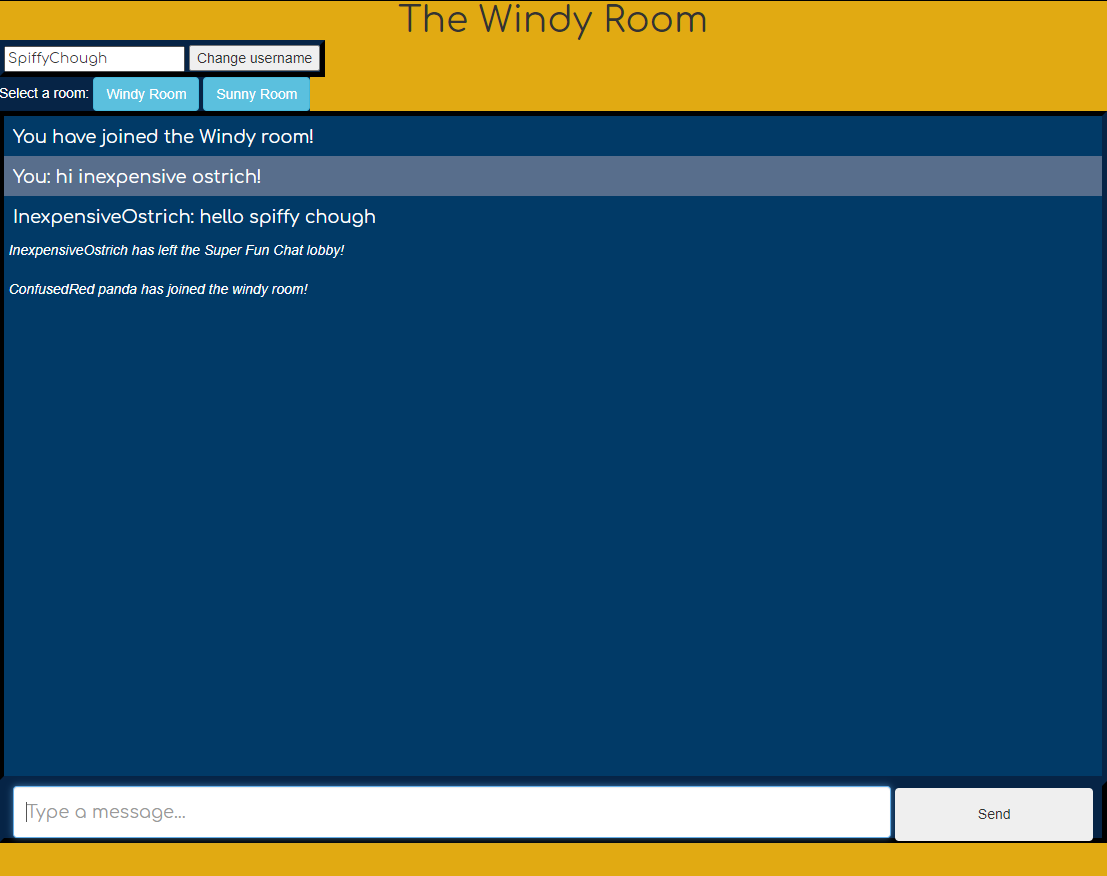 The Windy Room
SpiffyChough Change username
Select a room: Windy Room Sunny Room
You have joined the Windy room!
You: hi inexpensive ostrich!
InexpensiveOstrich: hello spiffy chough
InexpensiveOstrich has left the Super Fun Chat lobby!
ConfusedRed panda has joined the windy room!
Type a message... Send